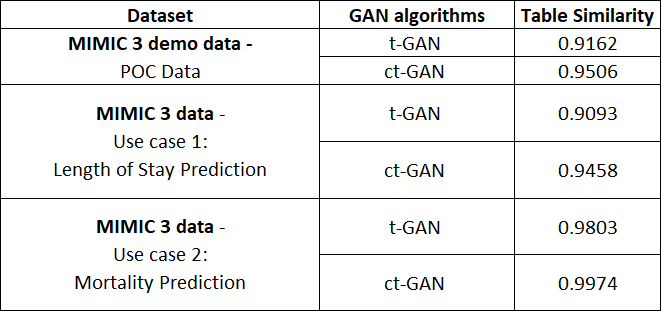 Dataset GAN algorithms Table Similarity
MIMIC 3 demo data -
POC Data
t-GAN 0.9162
ct-GAN 0.9506
MIMIC 3 data -
Use case 1:
Length of Stay Prediction
t-GAN 0.9093
ct-GAN 0.9458
MIMIC 3 data -
Use case 2:
Mortality Prediction
t-GAN 0.9803
ct-GAN 0.9974